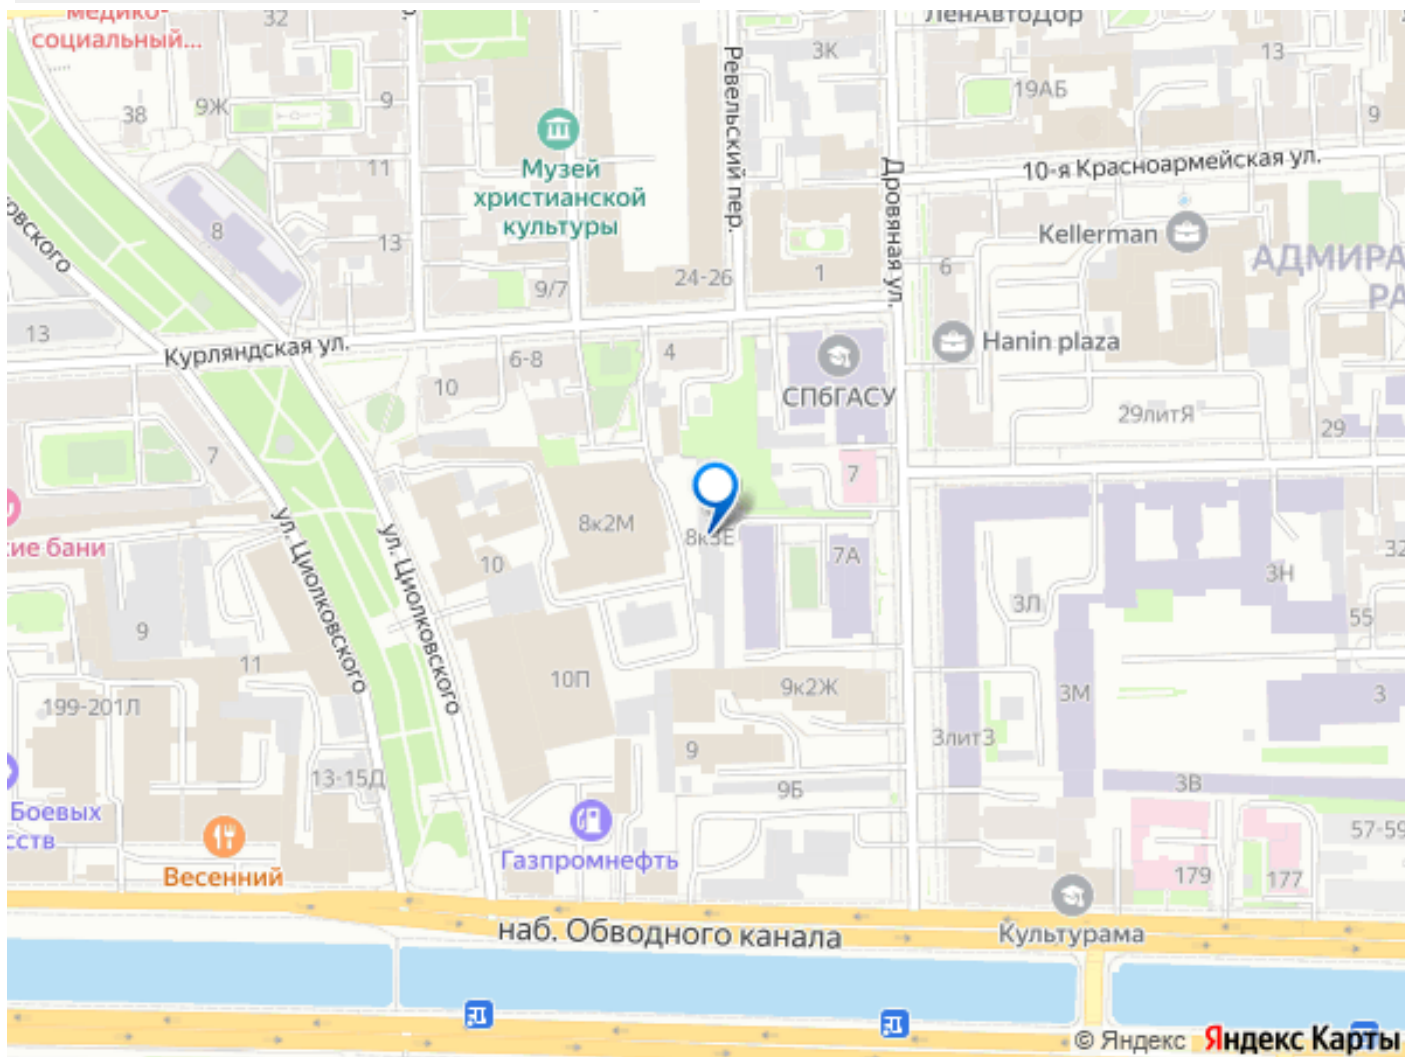 медико-
социальный...
32
9Ж
38
9
11
13
8
Музей
христианской
культуры
9/7
24-26
Ревельский пер.
3К
ЛенАвтоДор
19АБ
13
9
10-я Красноармейская ул.
Дровяная ул.
Kellerman
АДМИРА
РА
1
6
Hanin plaza
13
Курляндская ул.
6-8
4
10
СПбГАСУ
29литЯ
29
7
7
8к2М
8к3Е
7А
10
3Л
3Н
32
55
ул. Циолковского
ул. Циолковского
9
11
199-201Л
10П
9к2Ж
3М
3
3лит3
9
9Б
3В
13-15Д
Боевых
Весенний
Газпромнефть
57-59
179
177
наб. Обводного канала
Культурама
© Яндекс Яндекс Карты